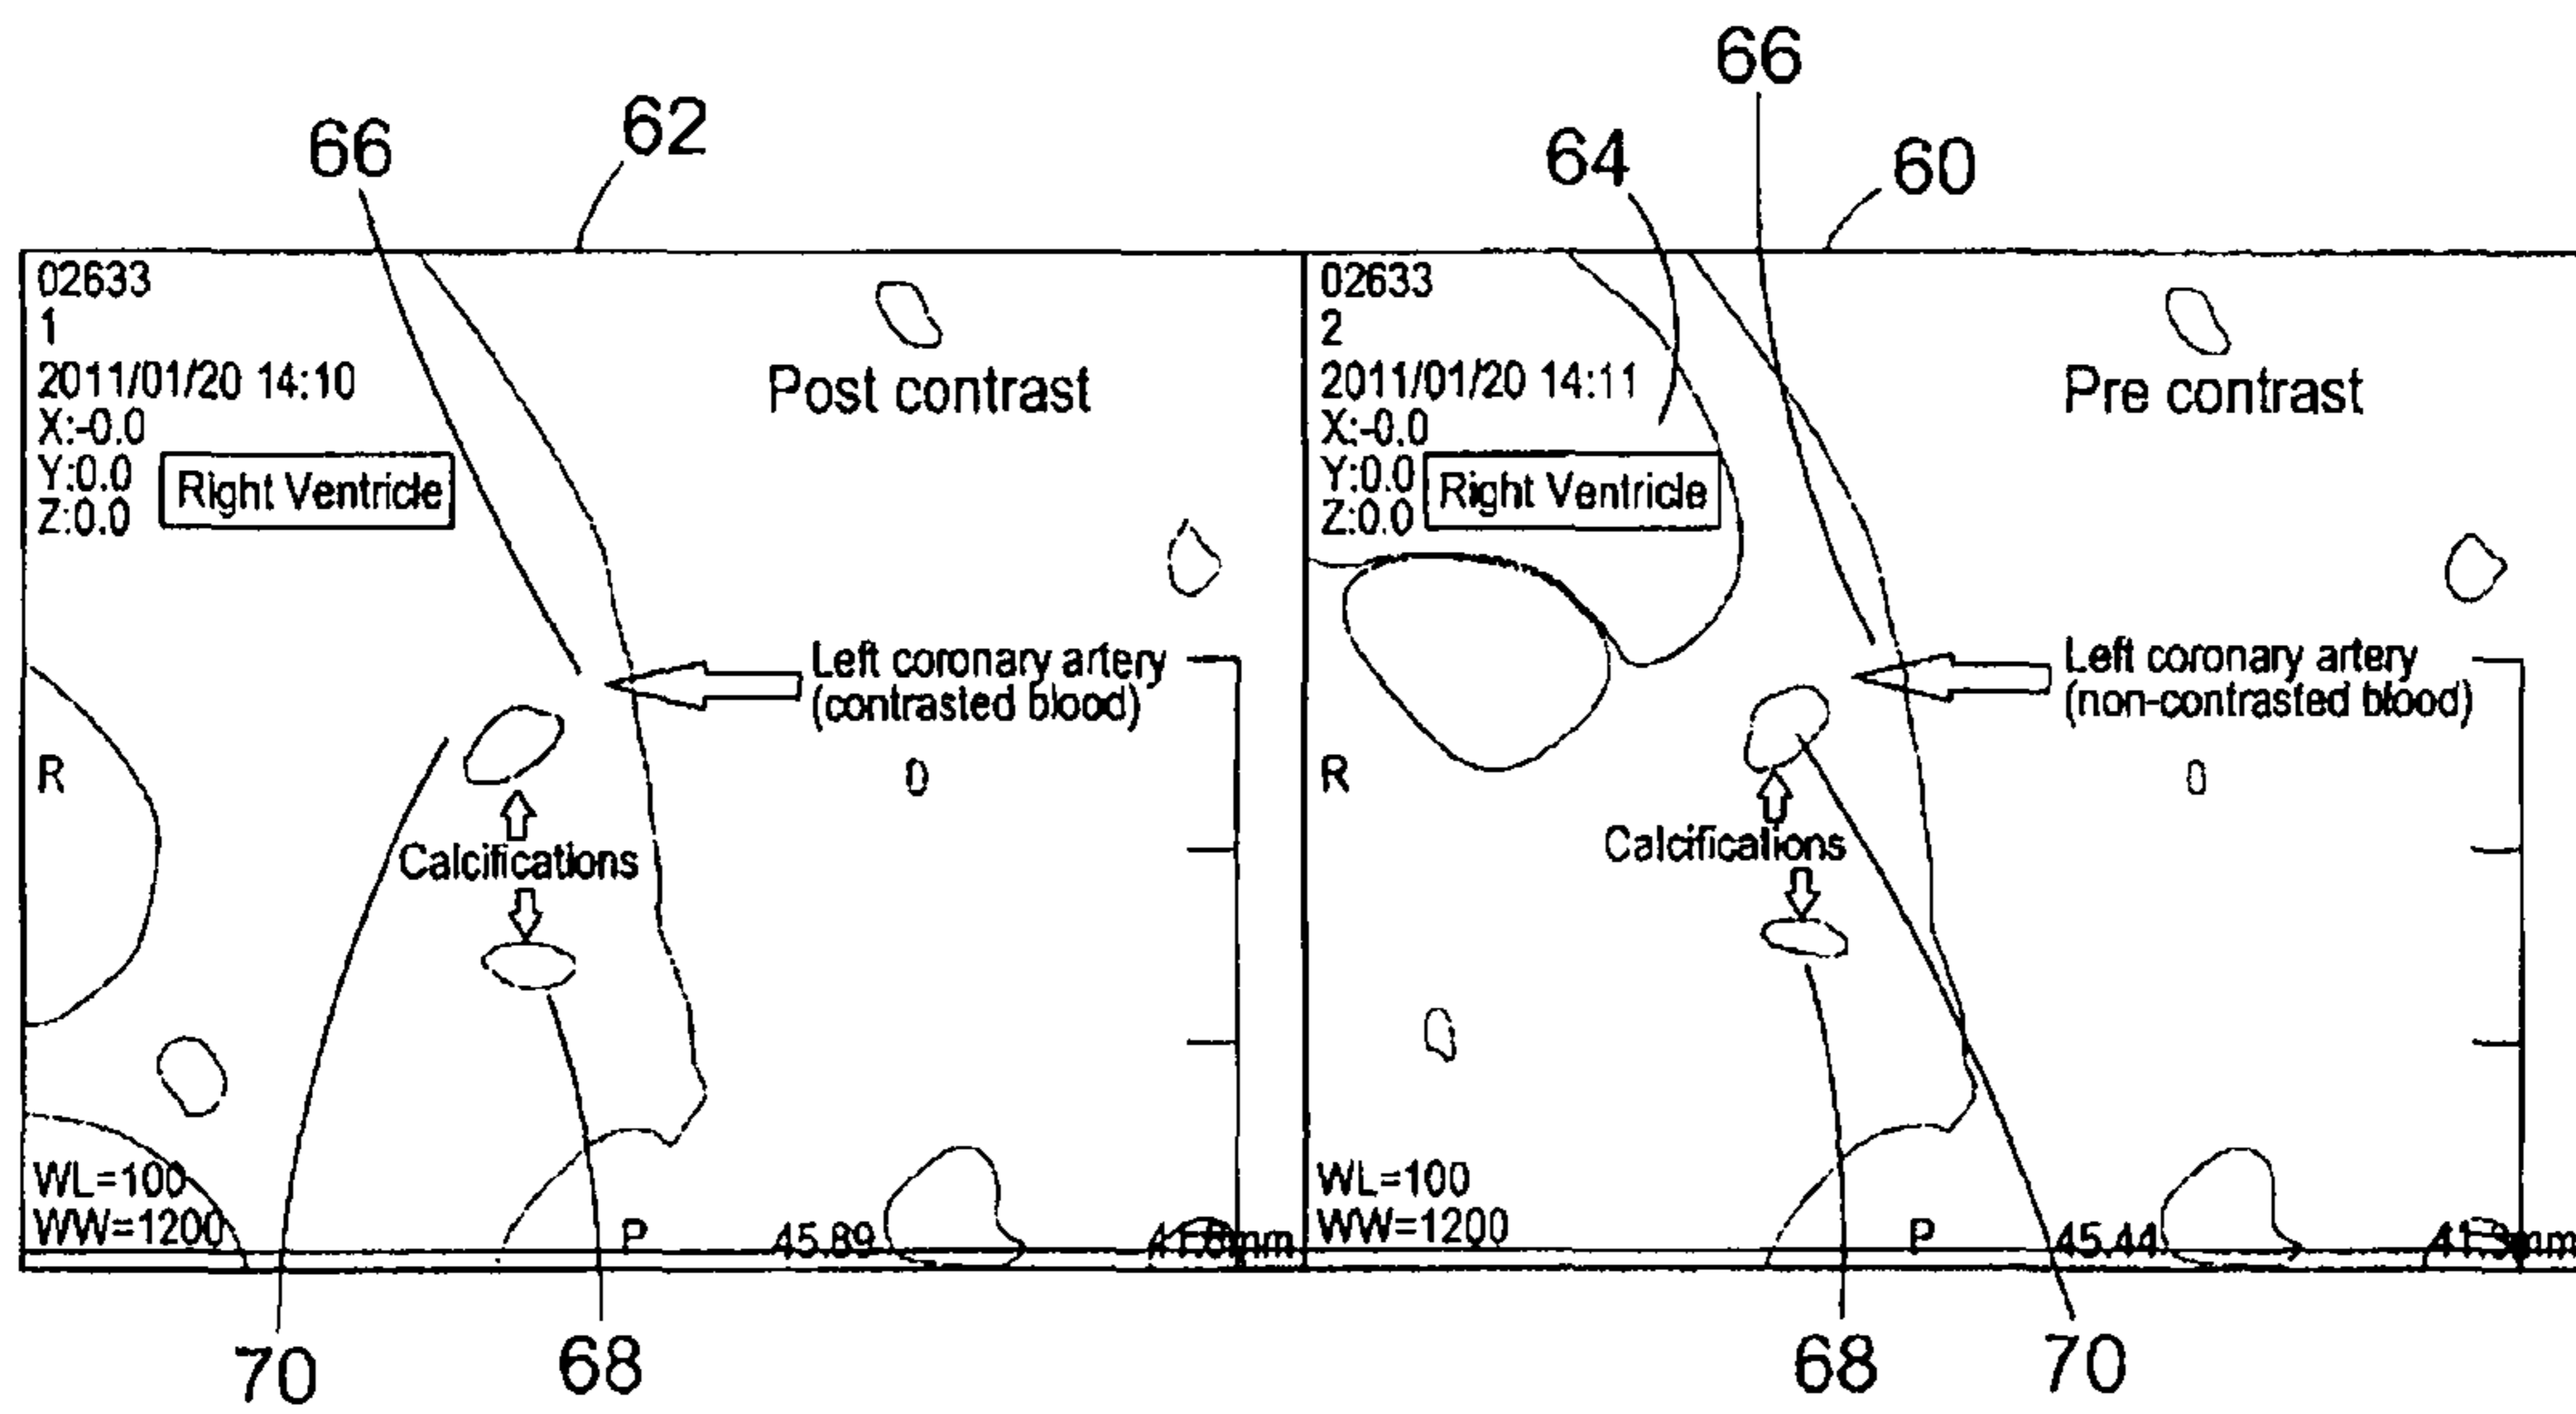 66
62
02633
1
2011/01/20 14:10
X:-0.0
Y:0.0
Z:0.0
Right Ventricle
Post contrast
Left coronary artery
(contrasted blood)
R
0
Calcifications
WL=100
WW=1200
P
45.89
70
68
66
64
60
02633
2
2011/01/20 14:11
X:-0.0
Y:0.0
Z:0.0
Right Ventricle
Pre contrast
Left coronary artery
(non-contrasted blood)
R
0
Calcifications
WL=100
WW=1200
P
45.44
68
70